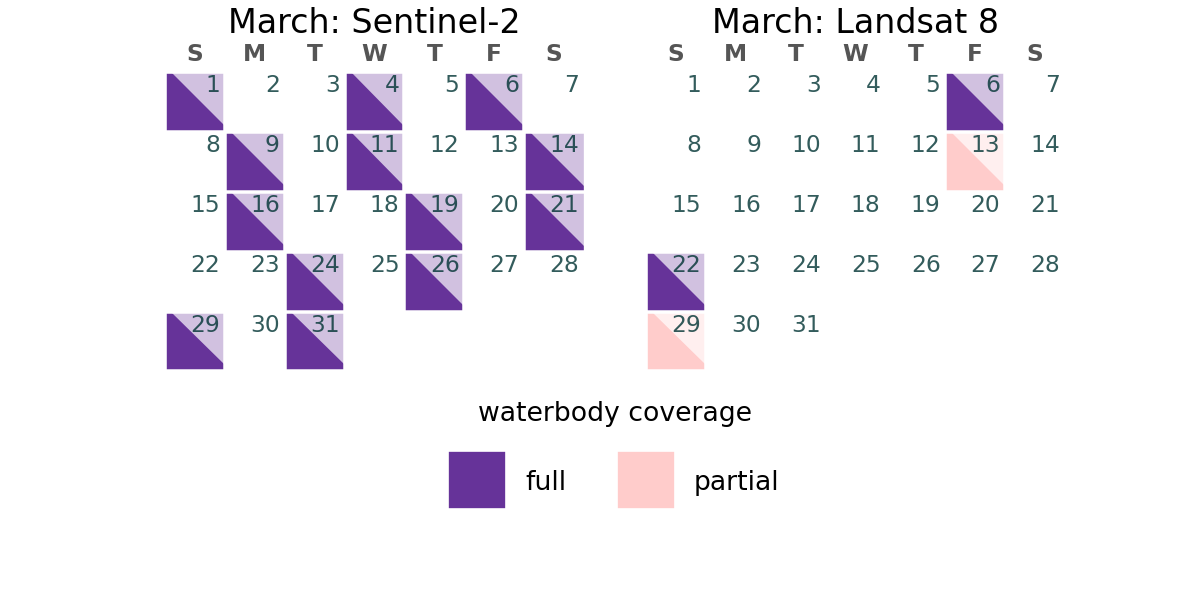 March: Sentinel-2
S M T W T F S
1 2 3 4 5 6 7
8 9 10 11 12 13 14
15 16 17 18 19 20 21
22 23 24 25 26 27 28
29 30 31
March: Landsat 8
S M T W T F S
1 2 3 4 5 6 7
8 9 10 11 12 13 14
15 16 17 18 19 20 21
22 23 24 25 26 27 28
29 30 31
waterbody coverage
full partial